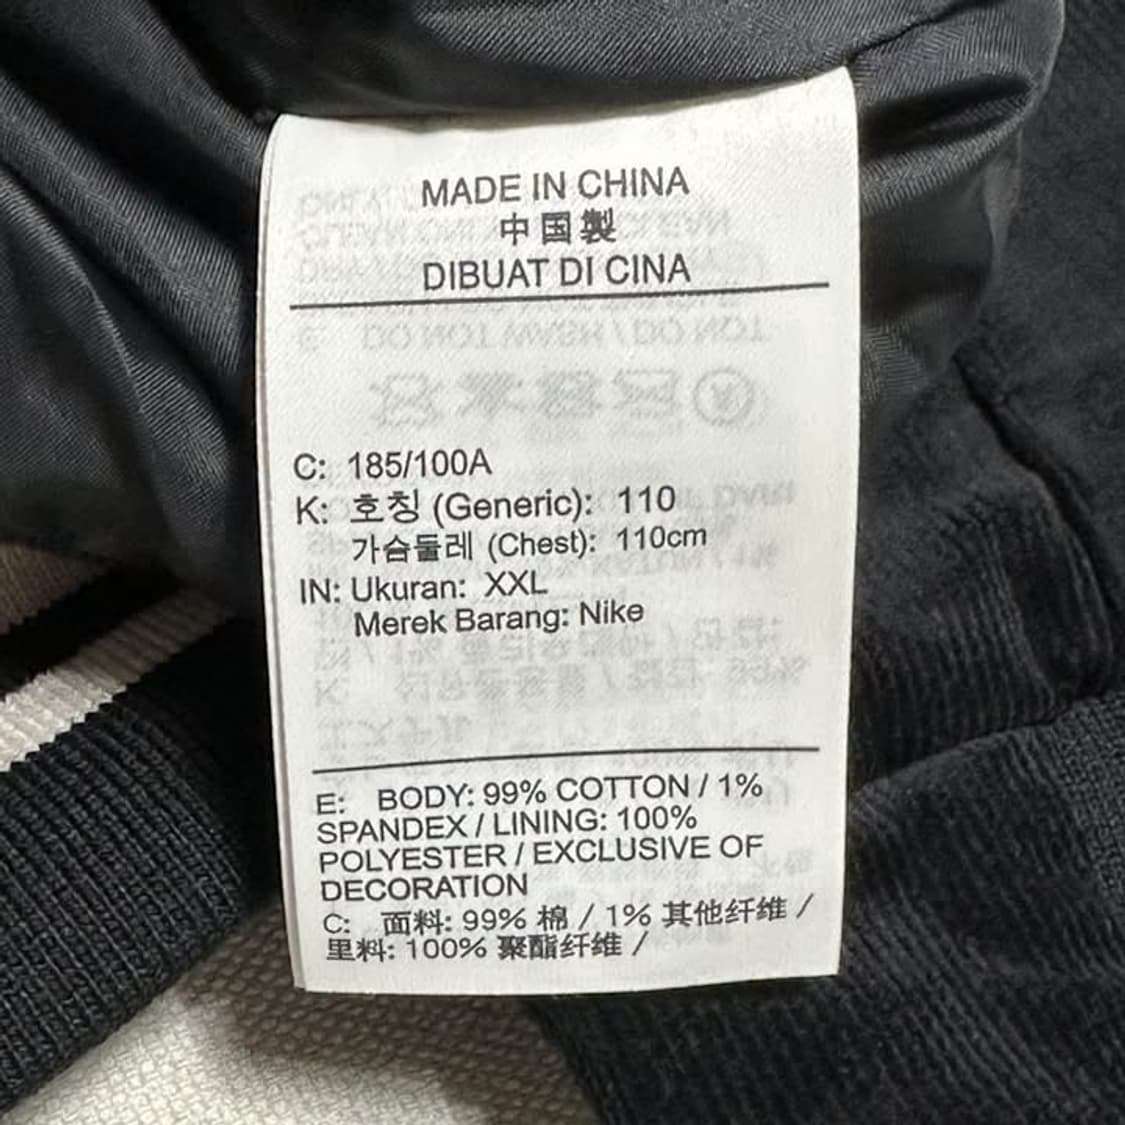 MADE IN CHINA
中国製
DIBUAT DI CINA
C: 185/100A
K: 호칭 (Generic): 110
가슴둘레 (Chest): 110cm
IN: Ukuran: XXL
Merek Barang: Nike
E: BODY: 99% COTTON / 1%
SPANDEX / LINING: 100%
POLYESTER / EXCLUSIVE OF
DECORATION
C: 面料: 99% 棉 / 1% 其他纤维 /
里料: 100% 聚酯纤维 /